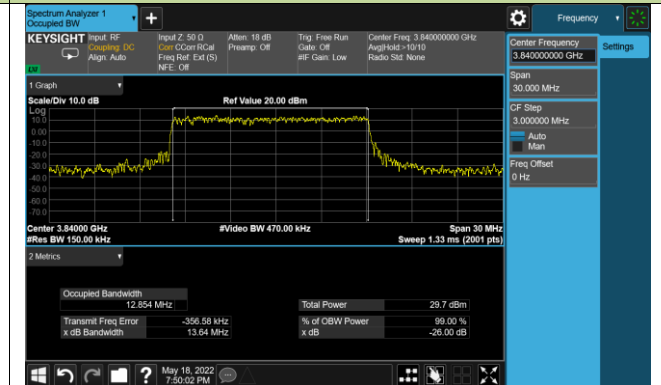 Spectrum Analyzer 1
Occupied BW
Frequency
KEYSIGHT
Input: RF
Coupling: DC
Align: Auto
Input Z: 50 Ω
Corr CCorr RCal
Freq Ref: Ext (S)
NFE: Off
Atten: 18 dB
Preamp: Off
Trig: Free Run
Gate: Off
#IF Gain: Low
Center Freq: 3.840000000 GHz
Avg|Hold:>10/10
Radio Std: None
LM
Center Frequency
3.840000000 GHz
Settings
Span
30.000 MHz
CF Step
3.000000 MHz
Auto
Man
Freq Offset
0 Hz
1 Graph
Scale/Div 10.0 dB
Ref Value 20.00 dBm
Log
10.0
0.00
-10.0
-20.0
-30.0
-40.0
-50.0
-60.0
-70.0
Center 3.84000 GHz
#Video BW 470.00 kHz
Span 30 MHz
#Res BW 150.00 kHz
Sweep 1.33 ms (2001 pts)
2 Metrics
Occupied Bandwidth
12.854 MHz
Total Power 29.7 dBm
Transmit Freq Error -356.58 kHz
% of OBW Power 99.00 %
x dB Bandwidth 13.64 MHz
x dB -26.00 dB
?
May 18, 2022
7:50:02 PM